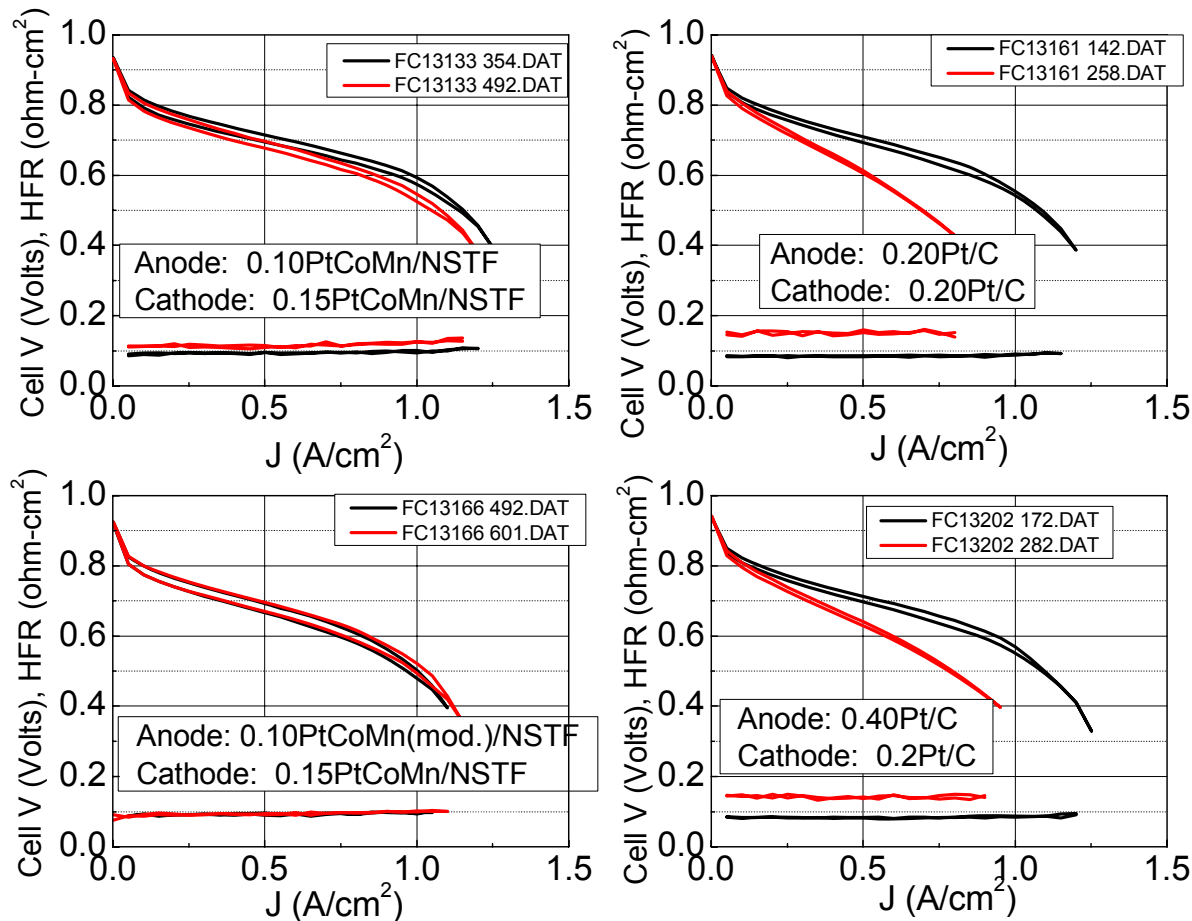 Cell V (Volts), HFR (ohm-cm²)
1.0
0.8
0.6
0.4
0.2
0.0
FC13133 354.DAT
FC13133 492.DAT
Anode: 0.10PtCoMn/NSTF
Cathode: 0.15PtCoMn/NSTF
0.0 0.5 1.0 1.5
J (A/cm²)
Cell V (Volts), HFR (ohm-cm²)
1.0
0.8
0.6
0.4
0.2
0.0
FC13161 142.DAT
FC13161 258.DAT
Anode: 0.20Pt/C
Cathode: 0.20Pt/C
0.0 0.5 1.0 1.5
J (A/cm²)
Cell V (Volts), HFR (ohm-cm²)
1.0
0.8
0.6
0.4
0.2
0.0
FC13166 492.DAT
FC13166 601.DAT
Anode: 0.10PtCoMn(mod.)/NSTF
Cathode: 0.15PtCoMn/NSTF
0.0 0.5 1.0 1.5
J (A/cm²)
Cell V (Volts), HFR (ohm-cm²)
1.0
0.8
0.6
0.4
0.2
0.0
FC13202 172.DAT
FC13202 282.DAT
Anode: 0.40Pt/C
Cathode: 0.2Pt/C
0.0 0.5 1.0 1.5
J (A/cm²)